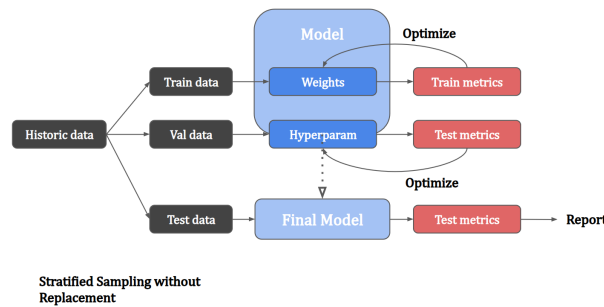 Model
Optimize
Train data
Weights
Train metrics
Historic data
Val data
Hyperparam
Test metrics
Optimize
Test data
Final Model
Test metrics
Report
Stratified Sampling without
Replacement